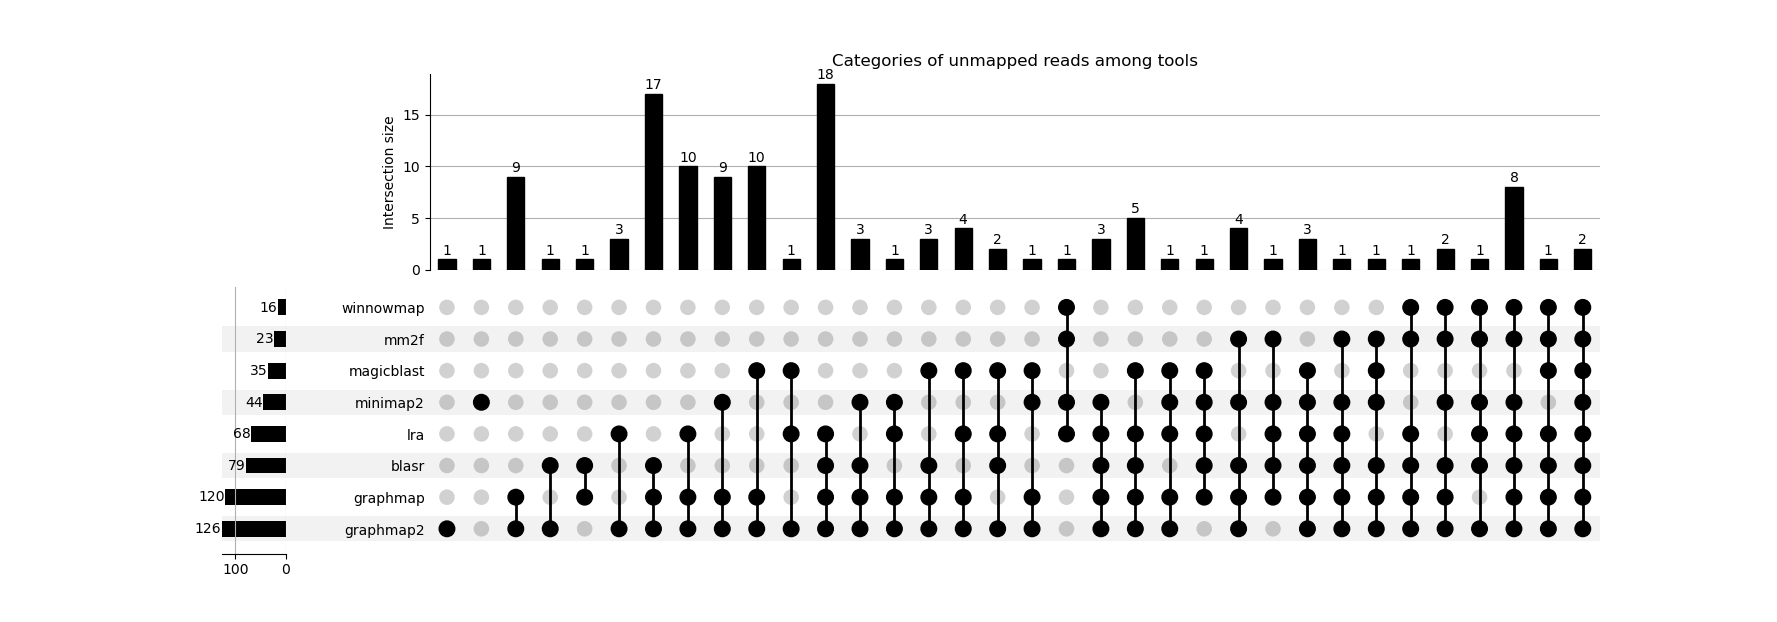 Categories of unmapped reads among tools
Intersection size
15
10
5
0
1 1 9 1 1 3 17 10 9 10 1 18 3 1 3 4 2 1 1 3 5 1 1 4 1 3 1 1 1 2 1 8 1 2
16 winnowmap
23 mm2f
35 magicblast
44 minimap2
68 lra
79 blasr
120 graphmap
126 graphmap2
100 0